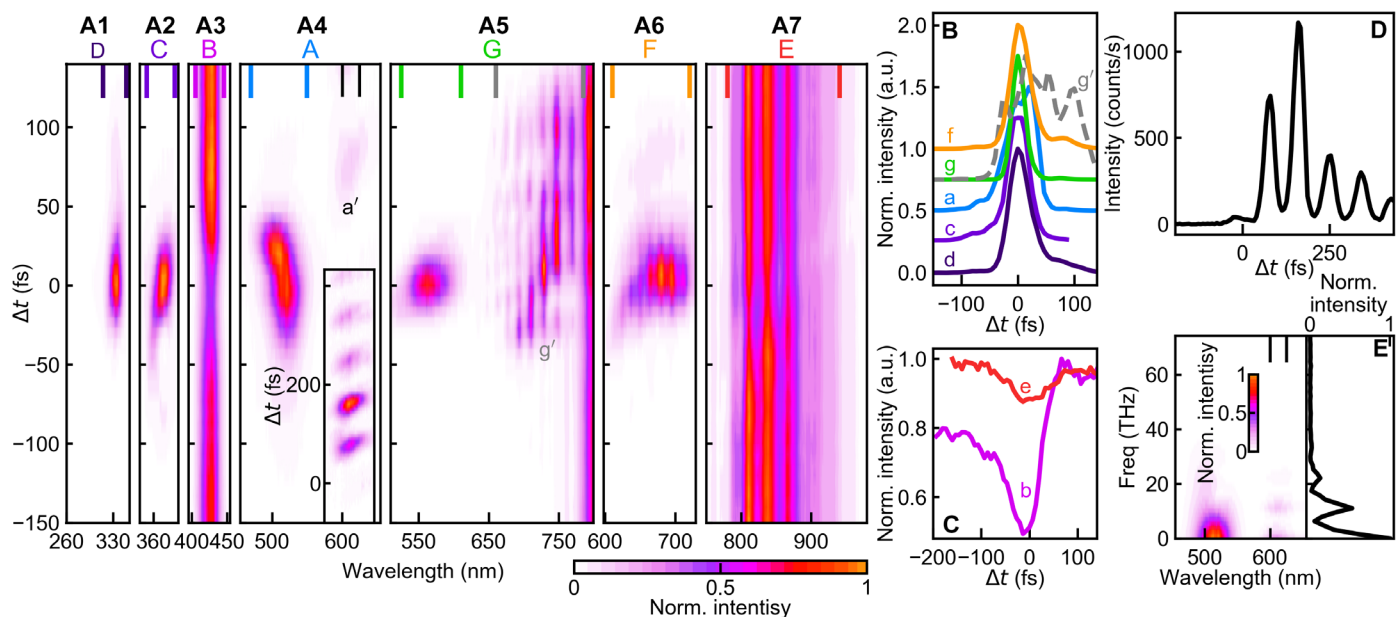 A1 A2 A3 A4 A5 A6 A7
D C B A G F E
100
50
0
−50
−100
−150
Δt (fs)
a′
g′
Δt (fs)
200
0
260 330 360 400 450 500 600 550 650 750 600 700 800 900
Wavelength (nm)
0 0.5 1
Norm. intentisy
B
2.0
1.5
1.0
0.5
0.0
Norm. intensity (a.u.)
f
g
a
c
d
g′
−100 0 100
Δt (fs)
C
1.0
0.8
0.6
Norm. intensity (a.u.)
e
b
−200 −100 0 100
Δt (fs)
D
1000
500
0
Intensity (counts/s)
0 250
Δt (fs)
Norm.
intensity
0 1
E
60
40
20
0
Freq (THz)
Norm. intentisy
1
0.5
0
500 600
Wavelength (nm)